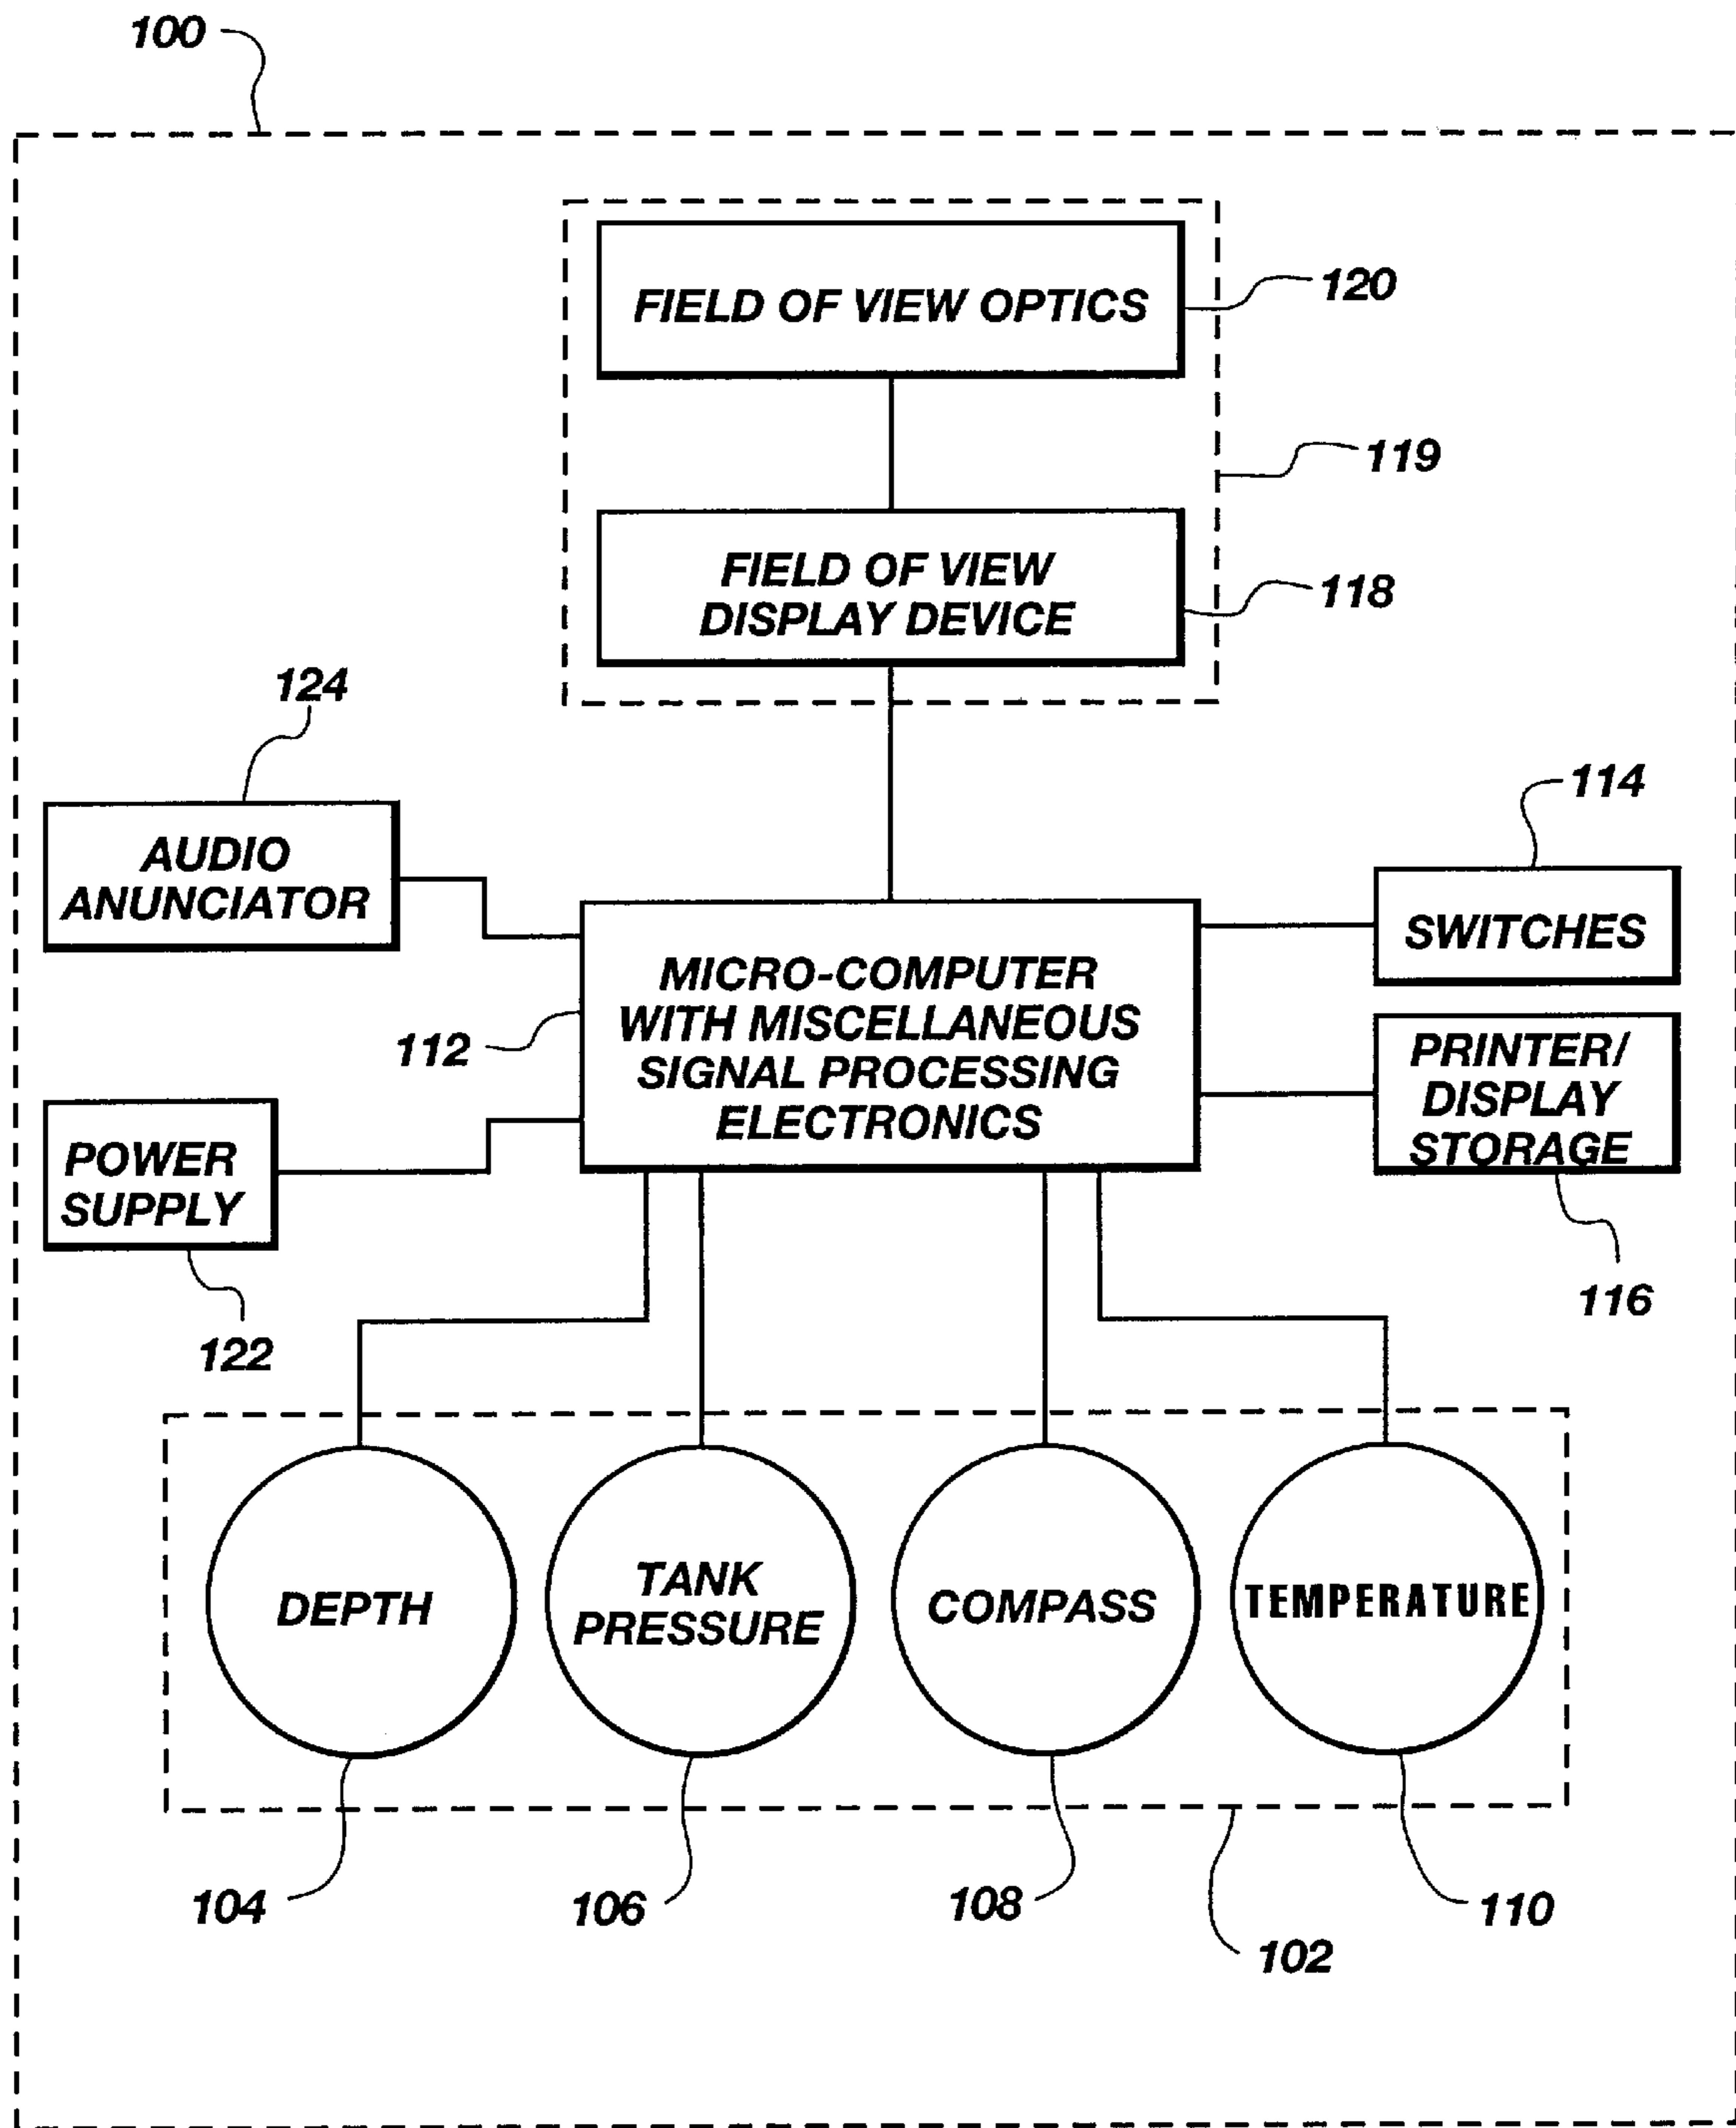 100
FIELD OF VIEW OPTICS
120
119
FIELD OF VIEW
DISPLAY DEVICE
118
124
AUDIO
ANUNCIATOR
114
SWITCHES
MICRO-COMPUTER
WITH MISCELLANEOUS
SIGNAL PROCESSING
ELECTRONICS
112
PRINTER/
DISPLAY
STORAGE
116
POWER
SUPPLY
122
DEPTH
TANK
PRESSURE
COMPASS
TEMPERATURE
104
106
108
110
102